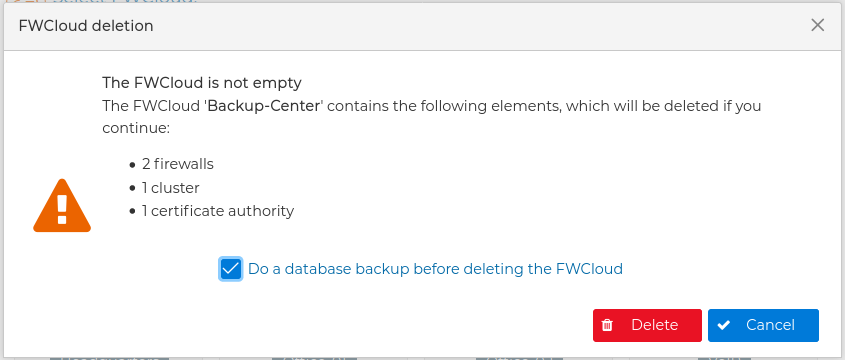 FWCloud deletion
The FWCloud is not empty
The FWCloud 'Backup-Center' contains the following elements, which will be deleted if you
continue:
2 firewalls
1 cluster
1 certificate authority
Do a database backup before deleting the FWCloud
Delete
Cancel